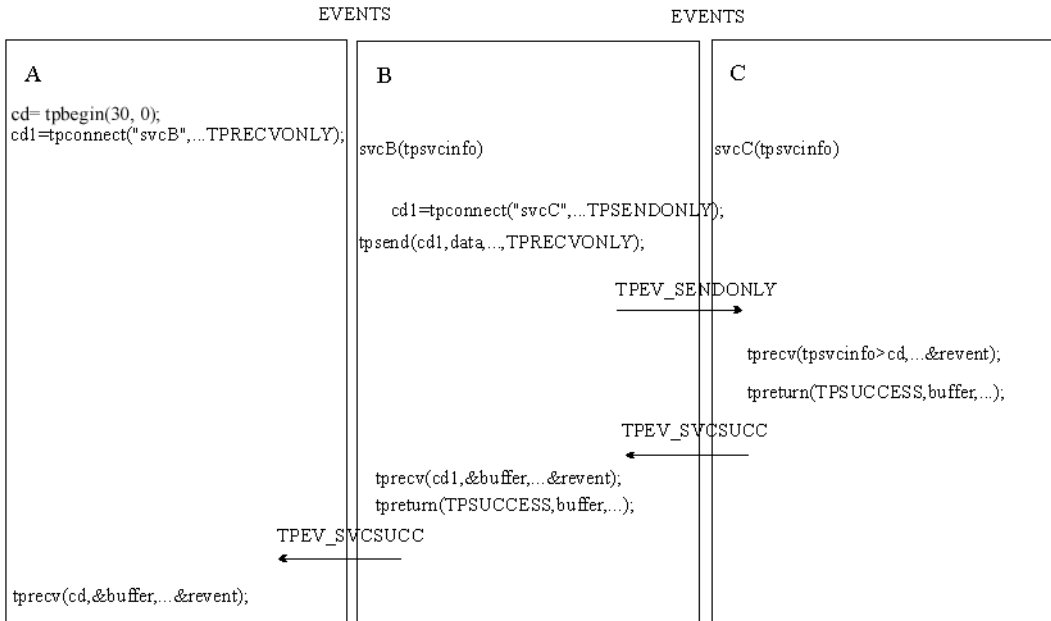 EVENTS
EVENTS
A
B
C
cd= tpbegin(30, 0);
cd1=tpconnect("svcB",...TPRECVONLY);
svcB(tpsvcinfo)
svcC(tpsvcinfo)
cd1=tpconnect("svcC",...TPSENDONLY);
tpsend(cd1,data,...,TPRECVONLY);
TPEV_SENDONLY
tprecv(tpsvcinfo>cd,...&revent);
tpreturn(TPSUCCESS,buffer,...);
TPEV_SVCSUCC
tprecv(cd1,&buffer,...&revent);
tpreturn(TPSUCCESS,buffer,...);
TPEV_SVCSUCC
tprecv(cd,&buffer,...&revent);